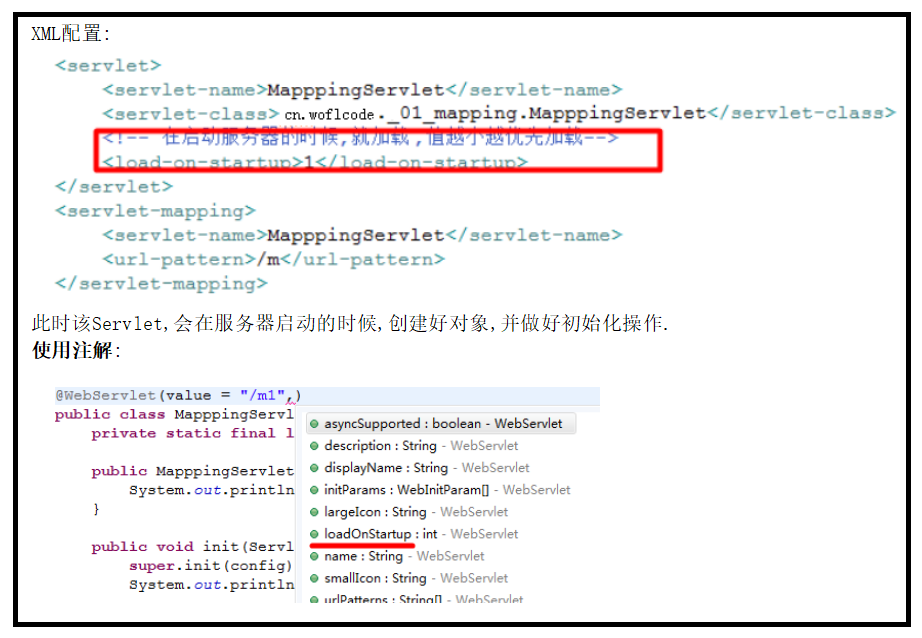 XML配置:
<servlet>
<servlet-name>MapppingServlet</servlet-name>
<servlet-class>cn.woflcode._01_mapping.MapppingServlet</servlet-class>
<!-- 在启动服务器的时候,就加载,值越小越优先加载-->
<load-on-startup>1</load-on-startup>
</servlet>
<servlet-mapping>
<servlet-name>MapppingServlet</servlet-name>
<url-pattern>/m</url-pattern>
</servlet-mapping>
此时该Servlet,会在服务器启动的时候,创建好对象,并做好初始化操作.
使用注解:
@WebServlet(value = "/m1",)
public class MapppingServl
private static final l
public MapppingServlet
System.out.println
}
public void init(Servl
super.init(config)
System.out.println
asyncSupported : boolean - WebServlet
description : String - WebServlet
displayName : String - WebServlet
initParams : WebInitParam[] - WebServlet
largeIcon : String - WebServlet
loadOnStartup : int - WebServlet
name : String - WebServlet
smallIcon : String - WebServlet
urlPatterns : String[] - WebServlet